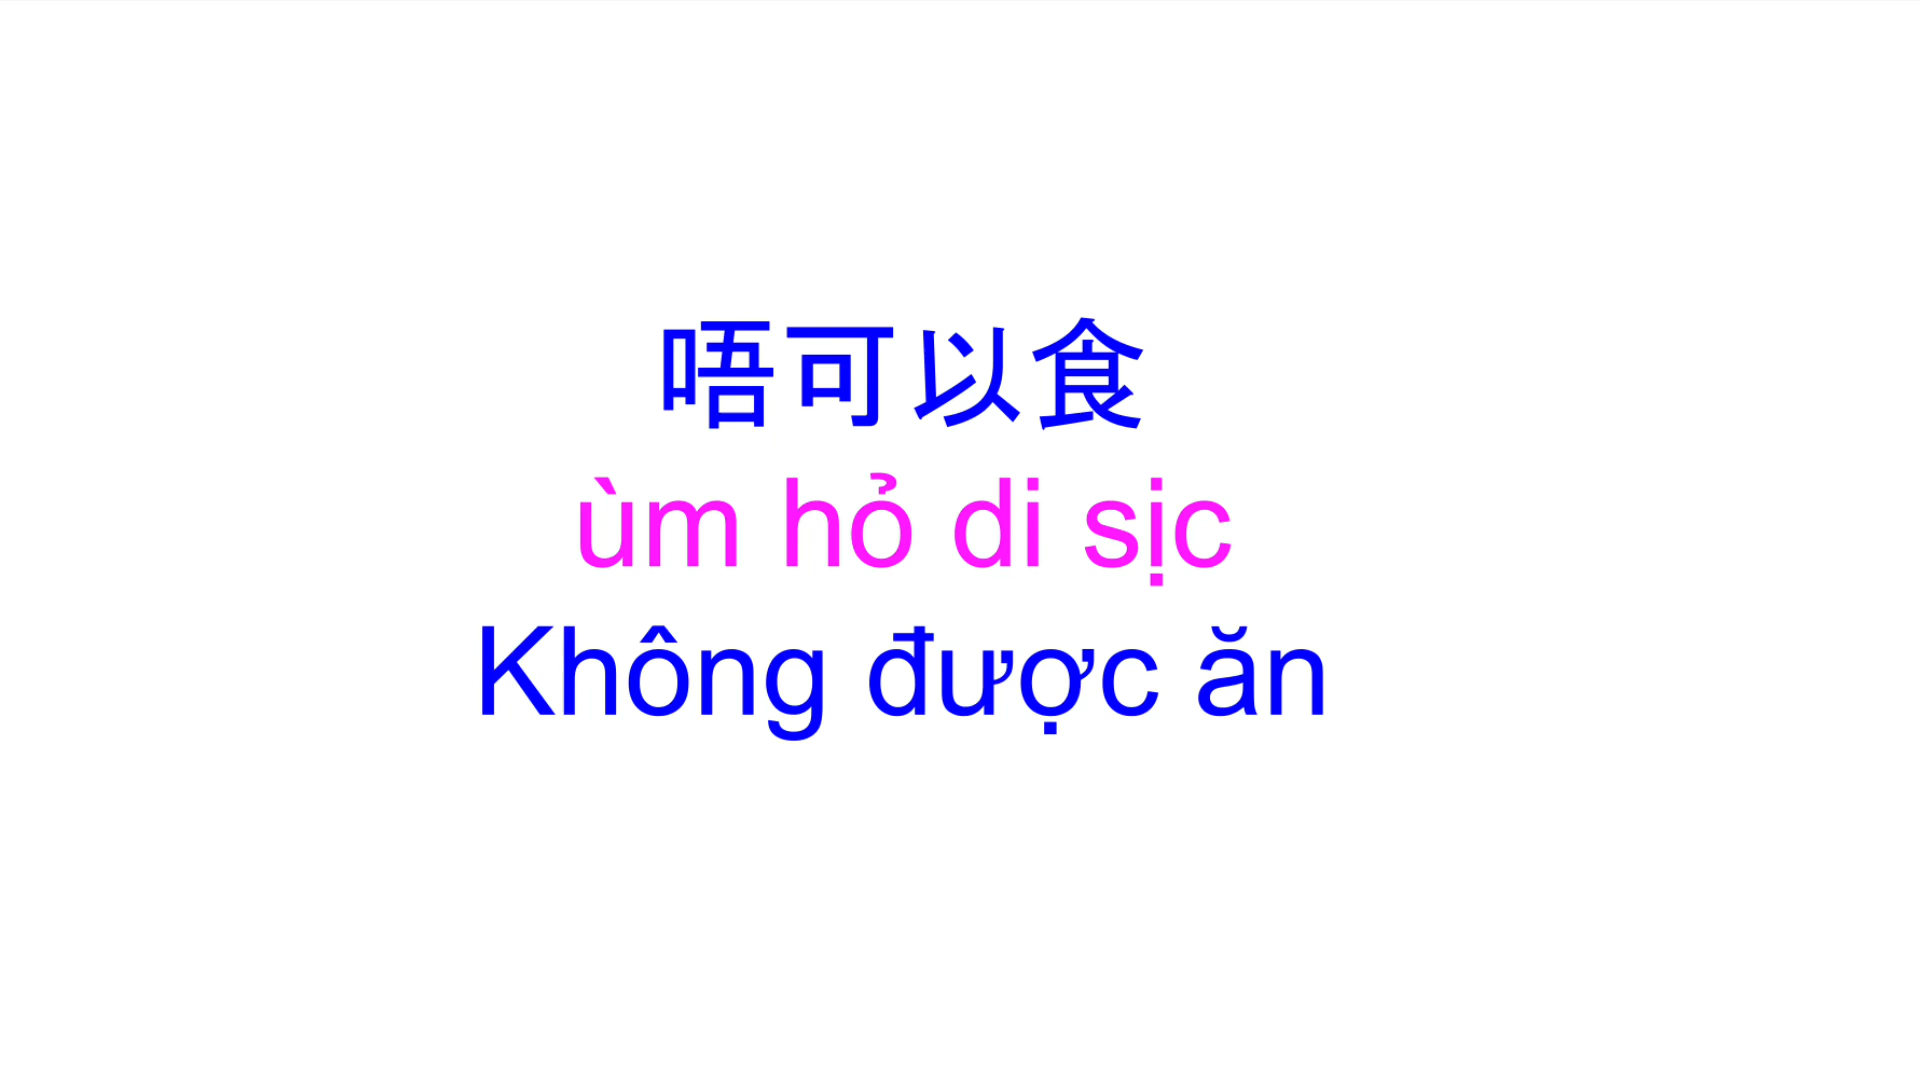 唔可以食
ùm hỏ di sịc
Không được ăn